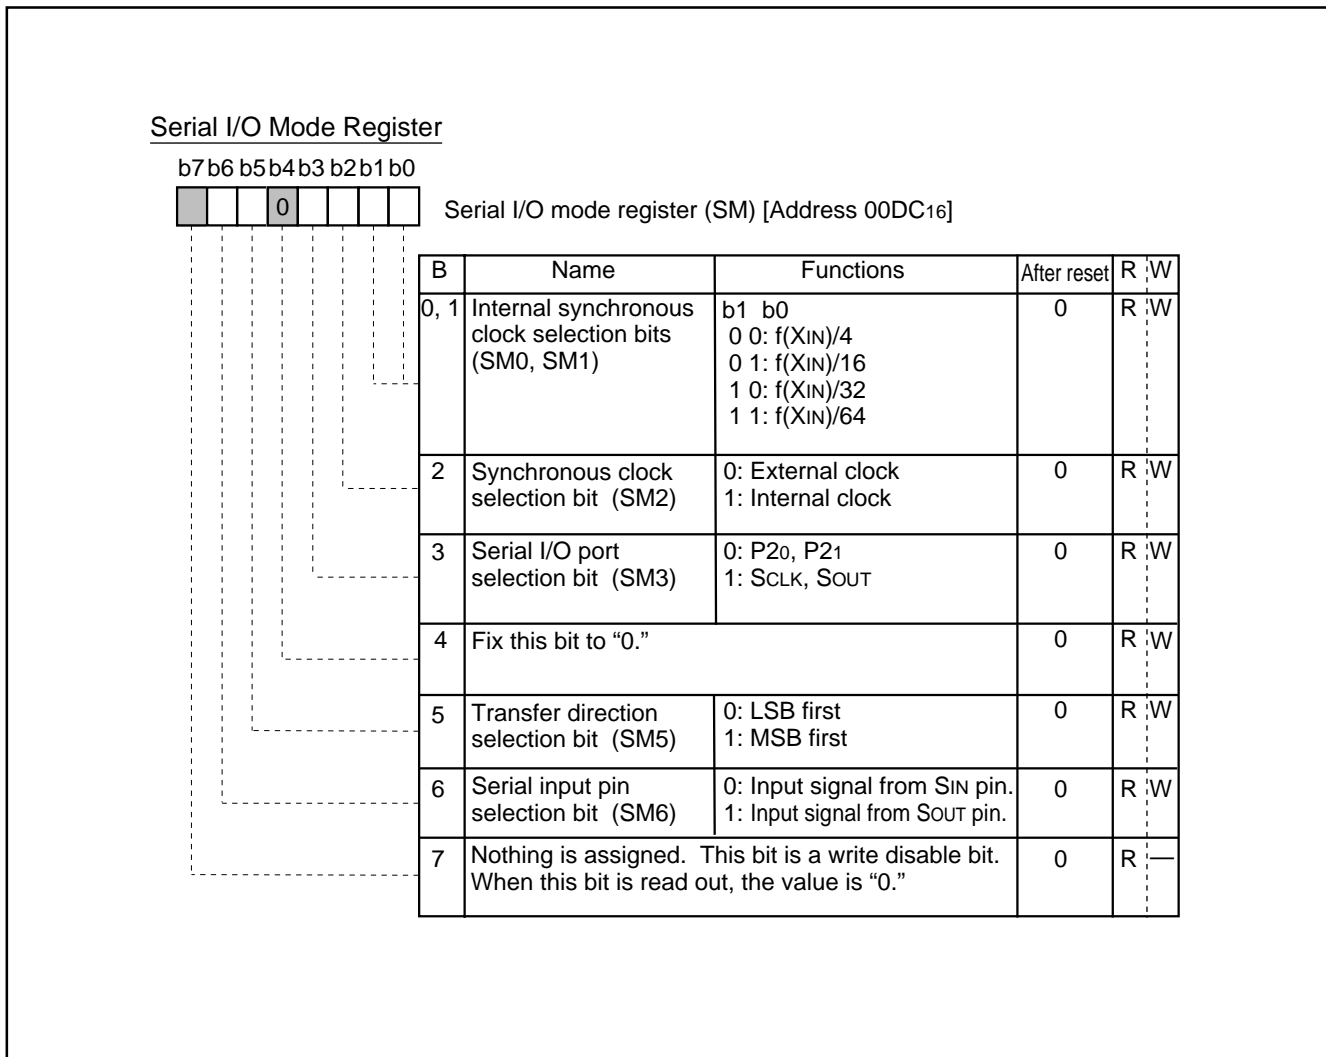 Serial I/O Mode Register
b7 b6 b5 b4 b3 b2 b1 b0
0
Serial I/O mode register (SM) [Address 00DC16]
B Name Functions After reset R W
0, 1 Internal synchronous clock selection bits (SM0, SM1)
b1 b0
0 0: f(XIN)/4
0 1: f(XIN)/16
1 0: f(XIN)/32
1 1: f(XIN)/64
0 R W
2 Synchronous clock
selection bit (SM2)
0: External clock
1: Internal clock
0 R W
3 Serial I/O port
selection bit (SM3)
0: P20, P21
1: SCLK, SOUT
0 R W
4 Fix this bit to “0.” 0 R W
5 Transfer direction
selection bit (SM5)
0: LSB first
1: MSB first
0 R W
6 Serial input pin
selection bit (SM6)
0: Input signal from SIN pin.
1: Input signal from SOUT pin.
0 R W
7 Nothing is assigned. This bit is a write disable bit.
When this bit is read out, the value is “0.”
0 R —